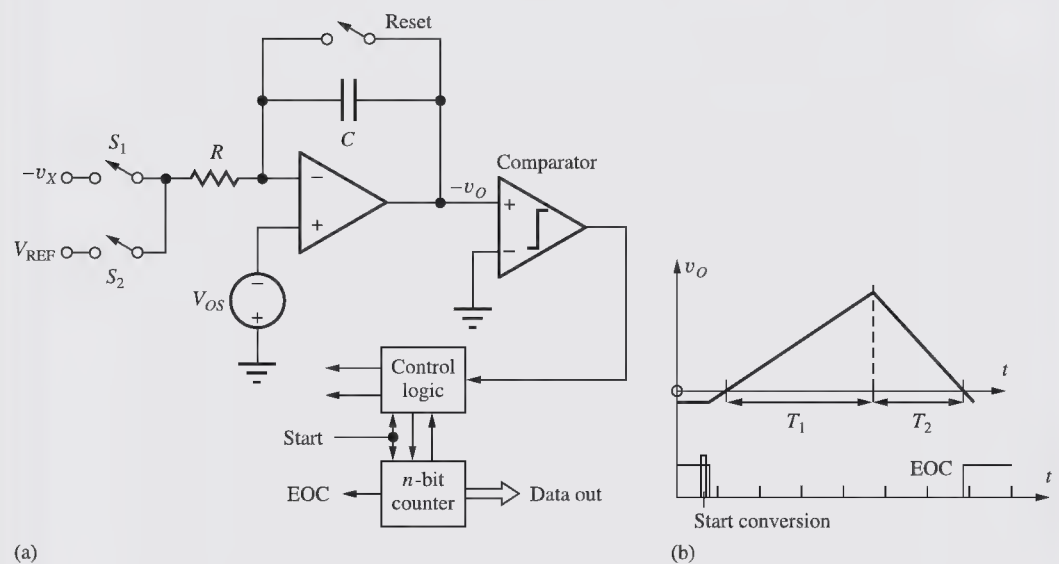 Reset
C
S1
R
−vX
VREF
S2
−
+
−vO
Comparator
+
−
VOS
−
+
Control
logic
Start
EOC
n-bit
counter
Data out
(a)
vO
t
T1
T2
EOC
t
Start conversion
(b)